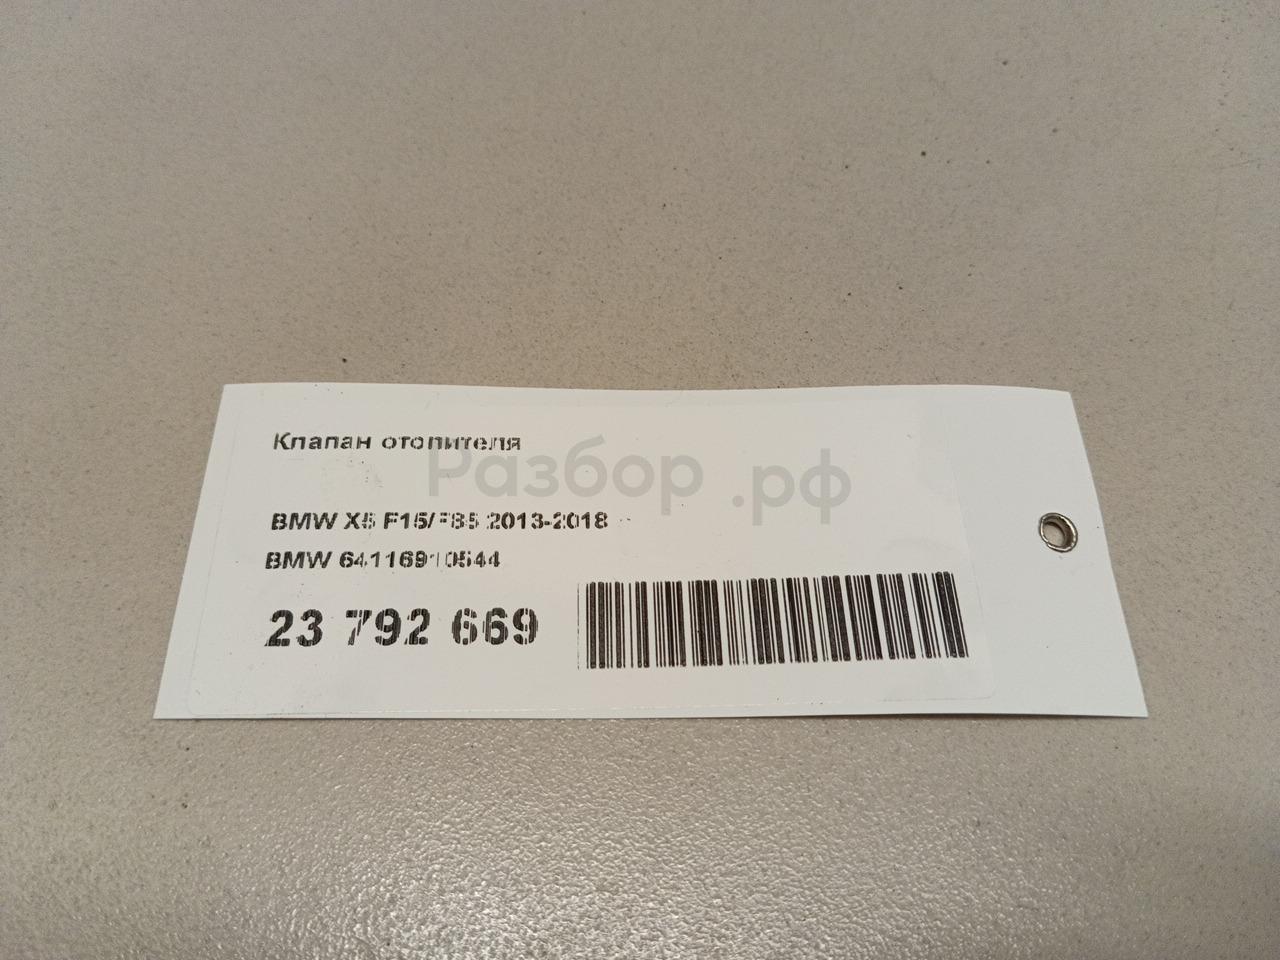 Клапан отопителя
Разбор.рф
BMW X5 F15/F85 2013-2018
BMW 64116910544
23 792 669